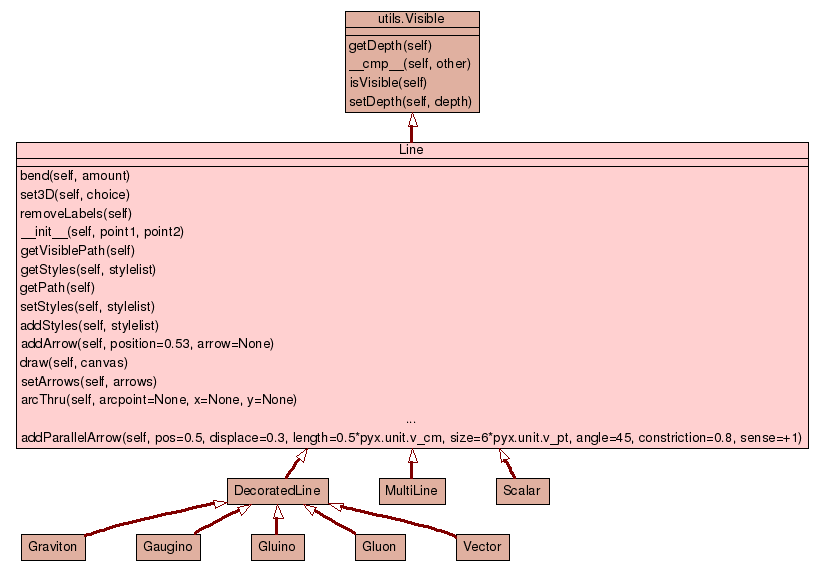 utils.Visible
getDepth(self)
__cmp__(self, other)
isVisible(self)
setDepth(self, depth)
Line
bend(self, amount)
set3D(self, choice)
removeLabels(self)
__init__(self, point1, point2)
getVisiblePath(self)
getStyles(self, stylelist)
getPath(self)
setStyles(self, stylelist)
addStyles(self, stylelist)
addArrow(self, position=0.53, arrow=None)
draw(self, canvas)
setArrows(self, arrows)
arcThru(self, arcpoint=None, x=None, y=None)
...
addParallelArrow(self, pos=0.5, displace=0.3, length=0.5*pyx.unit.v_cm, size=6*pyx.unit.v_pt, angle=45, constriction=0.8, sense=+1)
DecoratedLine
MultiLine
Scalar
Graviton
Gaugino
Gluino
Gluon
Vector